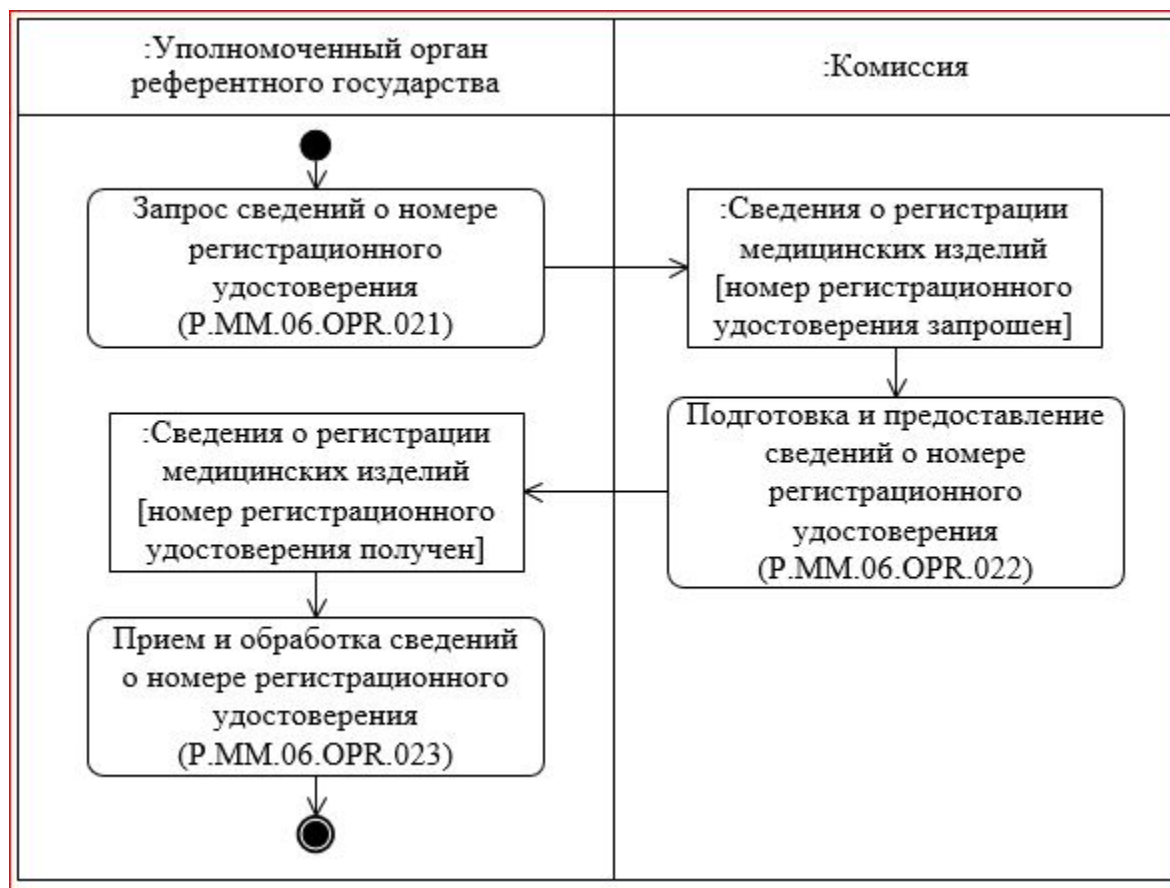 :Уполномоченный орган
референтного государства
:Комиссия
Запрос сведений о номере
регистрационного
удостоверения
(P.MM.06.OPR.021)
:Сведения о регистрации
медицинских изделий
[номер регистрационного
удостоверения запрошен]
Подготовка и предоставление
сведений о номере
регистрационного
удостоверения
(P.MM.06.OPR.022)
:Сведения о регистрации
медицинских изделий
[номер регистрационного
удостоверения получен]
Прием и обработка сведений
о номере регистрационного
удостоверения
(P.MM.06.OPR.023)